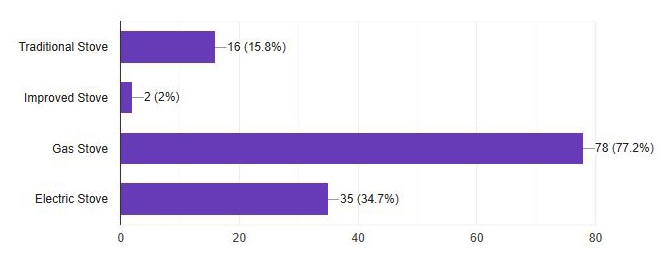 Traditional Stove 16 (15.8%)
Improved Stove 2 (2%)
Gas Stove 78 (77.2%)
Electric Stove 35 (34.7%)
0 20 40 60 80